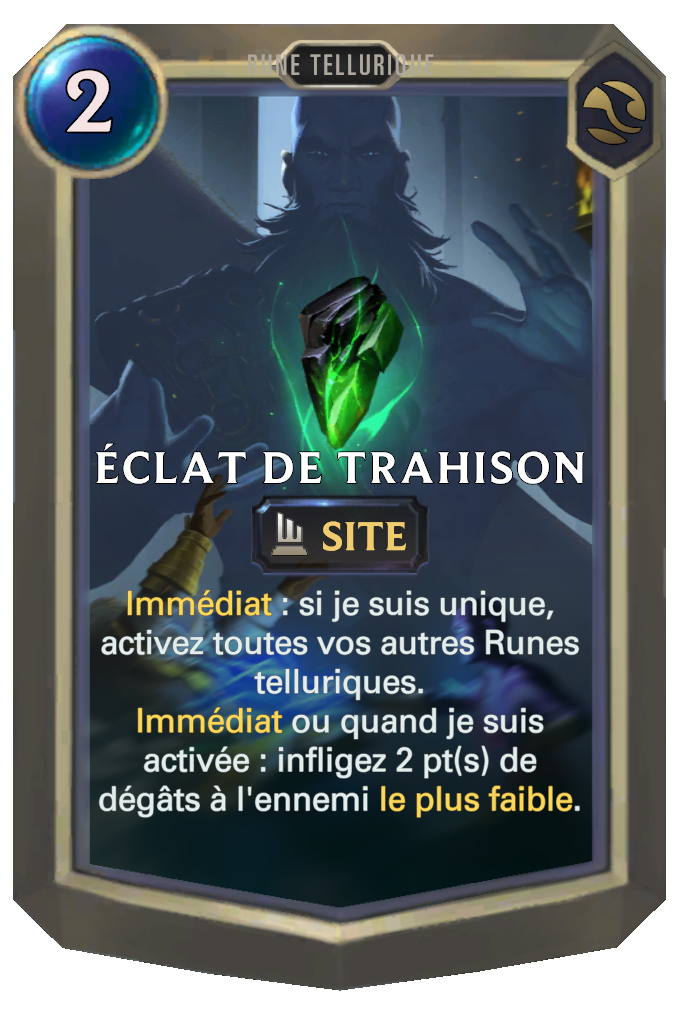 2
RUNE TELLURIQUE
ÉCLAT DE TRAHISON
SITE
Immédiat : si je suis unique,
activez toutes vos autres Runes
telluriques.
Immédiat ou quand je suis
activée : infligez 2 pt(s) de
dégâts à l'ennemi le plus faible.